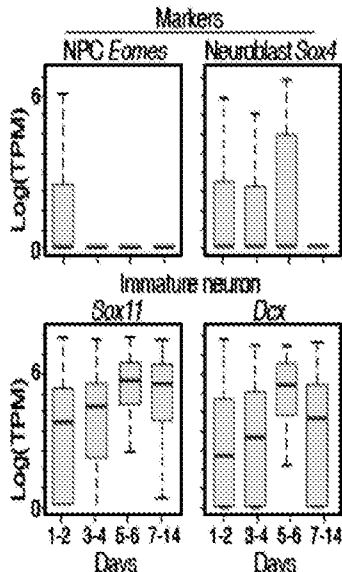 Markers
NPC Eomes Neuroblast Sox4
Log(TPM)
6
0
Immature neuron
Sox11 Dcx
Log(TPM)
6
0
1-2 3-4 5-6 7-14 1-2 3-4 5-6 7-14
Days Days